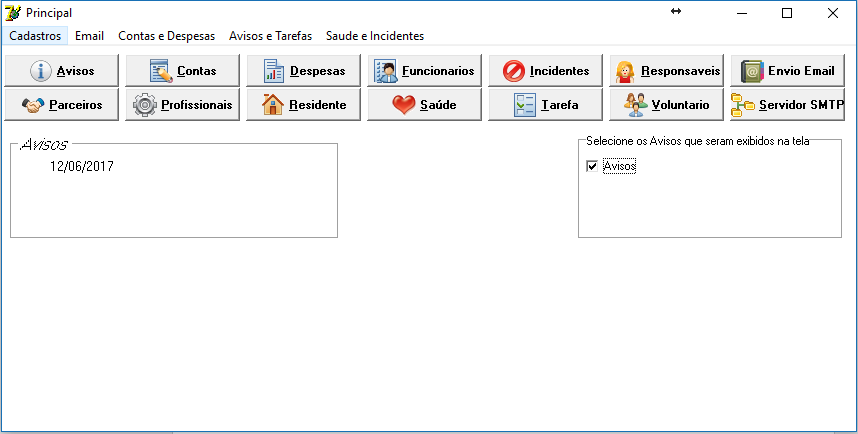 Principal
Cadastros Email Contas e Despesas Avisos e Tarefas Saude e Incidentes
Avisos Contas Despesas Funcionarios Incidentes Responsaveis Envio Email
Parceiros Profissionais Residente Saúde Tarefa Voluntario Servidor SMTP
Avisos
12/06/2017
Selecione os Avisos que seram exibidos na tela
Avisos